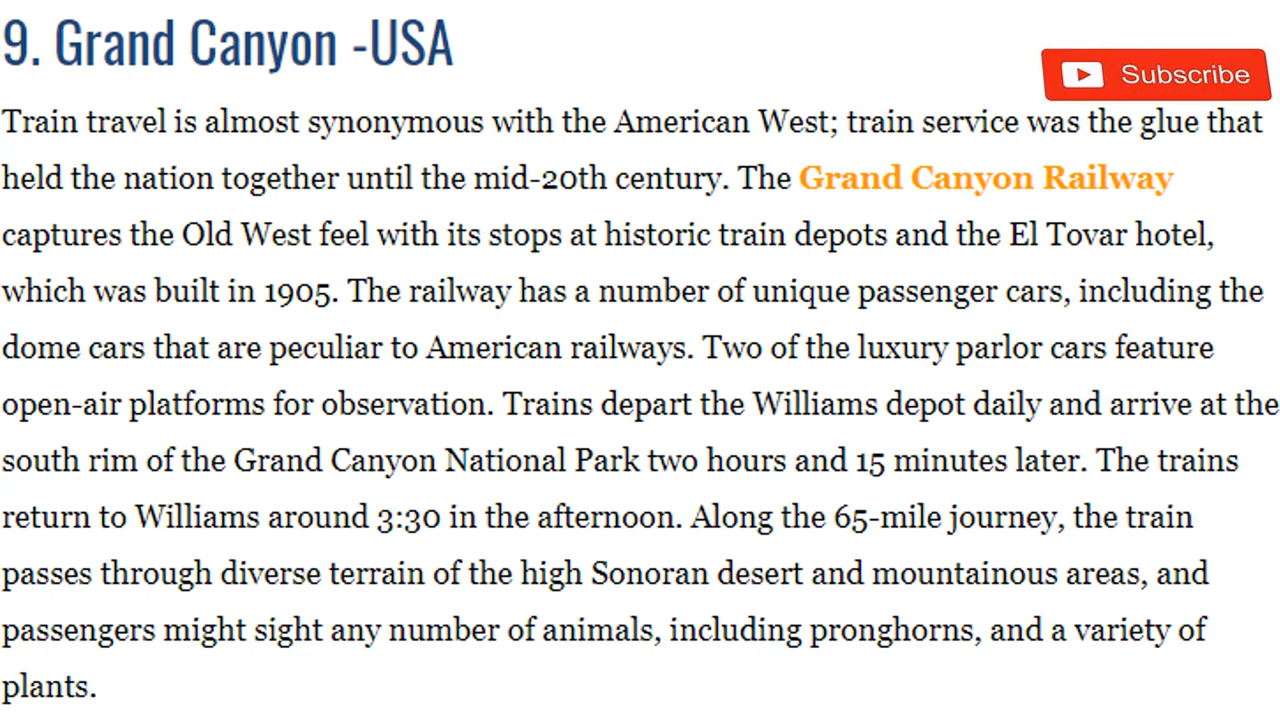 9. Grand Canyon -USA
Subscribe
Train travel is almost synonymous with the American West; train service was the glue that
held the nation together until the mid-20th century. The Grand Canyon Railway
captures the Old West feel with its stops at historic train depots and the El Tovar hotel,
which was built in 1905. The railway has a number of unique passenger cars, including the
dome cars that are peculiar to American railways. Two of the luxury parlor cars feature
open-air platforms for observation. Trains depart the Williams depot daily and arrive at the
south rim of the Grand Canyon National Park two hours and 15 minutes later. The trains
return to Williams around 3:30 in the afternoon. Along the 65-mile journey, the train
passes through diverse terrain of the high Sonoran desert and mountainous areas, and
passengers might sight any number of animals, including pronghorns, and a variety of
plants.